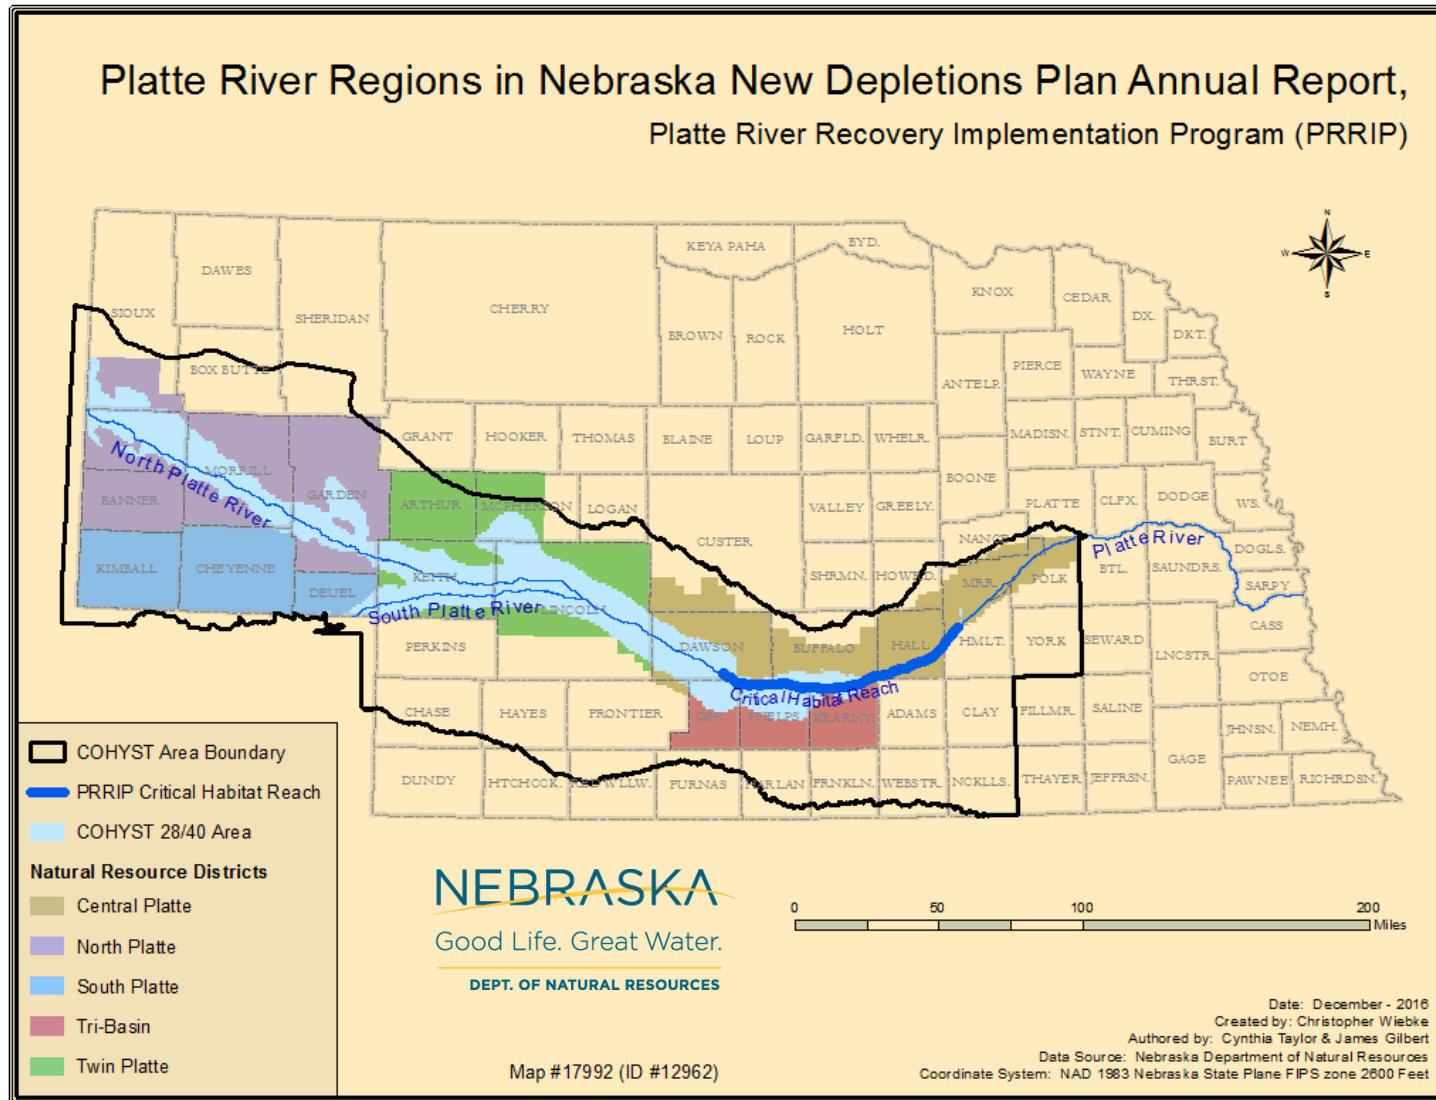 Platte River Regions in Nebraska New Depletions Plan Annual Report,
Platte River Recovery Implementation Program (PRRIP)
N
W E
S
KEYA PAHA
BYD.
DAWES
SIOUX
SHERIDAN
CHERRY
BROWN
ROCK
HOLT
KNOX
CEDAR
DX.
DKT.
BOX BUTTE
ANTELP.
PIERCE
WAYNE
THRST.
GRANT
HOOKER
THOMAS
BLAINE
LOUP
GARFLD.
WHELR.
MADISN.
STNT.
CUMING
BURT
North Platte River
MORRILL
GARDEN
BANNER
ARTHUR
MCPHERSON
LOGAN
CUSTER
VALLEY
GREELY.
BOONE
PLATTE
CLFX.
DODGE
WS.
NANCE
Platte River
KIMBALL
CHEYENNE
DEUEL
KEITH
SHRMN.
HOWRD.
MRR.
POLK
BTL.
SAUNDRS.
DOGLS.
SARPY
South Platte River
LINCOLN
PERKINS
DAWSON
BUFFALO
HALL
HMLT.
YORK
SEWARD
LNCSTR.
CASS
OTOE
Critical Habitat Reach
CHASE
HAYES
FRONTIER
GSP.
PHELPS
KEARNY.
ADAMS
CLAY
FILLMR.
SALINE
JHNSN.
NEMH.
DUNDY
HTCHCCK.
RED WLLW.
FURNAS
HARLAN
FRNKLN.
WEBSTR.
NCKLLS.
THAYER
JEFFRSN.
GAGE
PAWNEE
RICHRDSN.
COHYST Area Boundary
PRRIP Critical Habitat Reach
COHYST 28/40 Area
Natural Resource Districts
Central Platte
North Platte
South Platte
Tri-Basin
Twin Platte
NEBRASKA
Good Life. Great Water.
DEPT. OF NATURAL RESOURCES
0 50 100 200
Miles
Map #17992 (ID #12962)
Date: December - 2016
Created by: Christopher Wiebke
Authored by: Cynthia Taylor & James Gilbert
Data Source: Nebraska Department of Natural Resources
Coordinate System: NAD 1983 Nebraska State Plane FIPS zone 2600 Feet